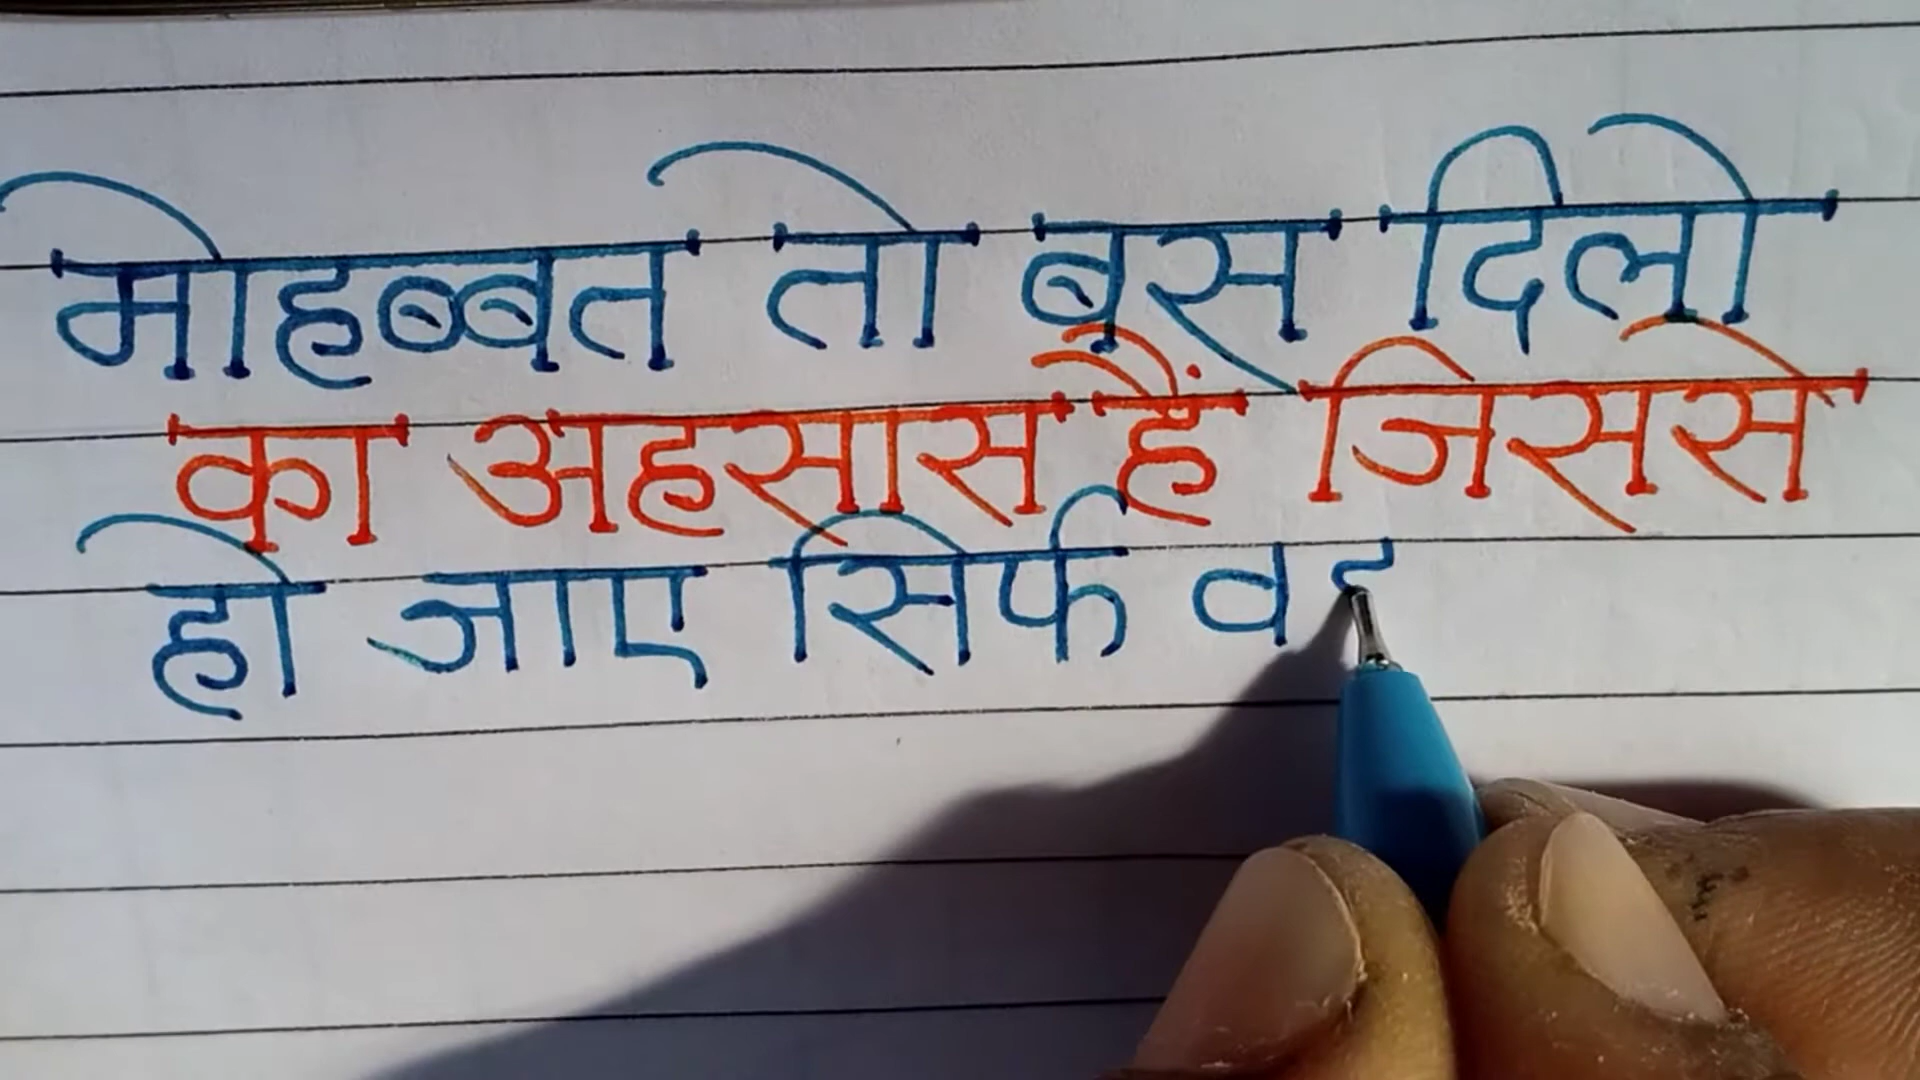 मोहब्बत तो बस दिलो
का अहसास हैं जिससे
हो जाए सिर्फ व